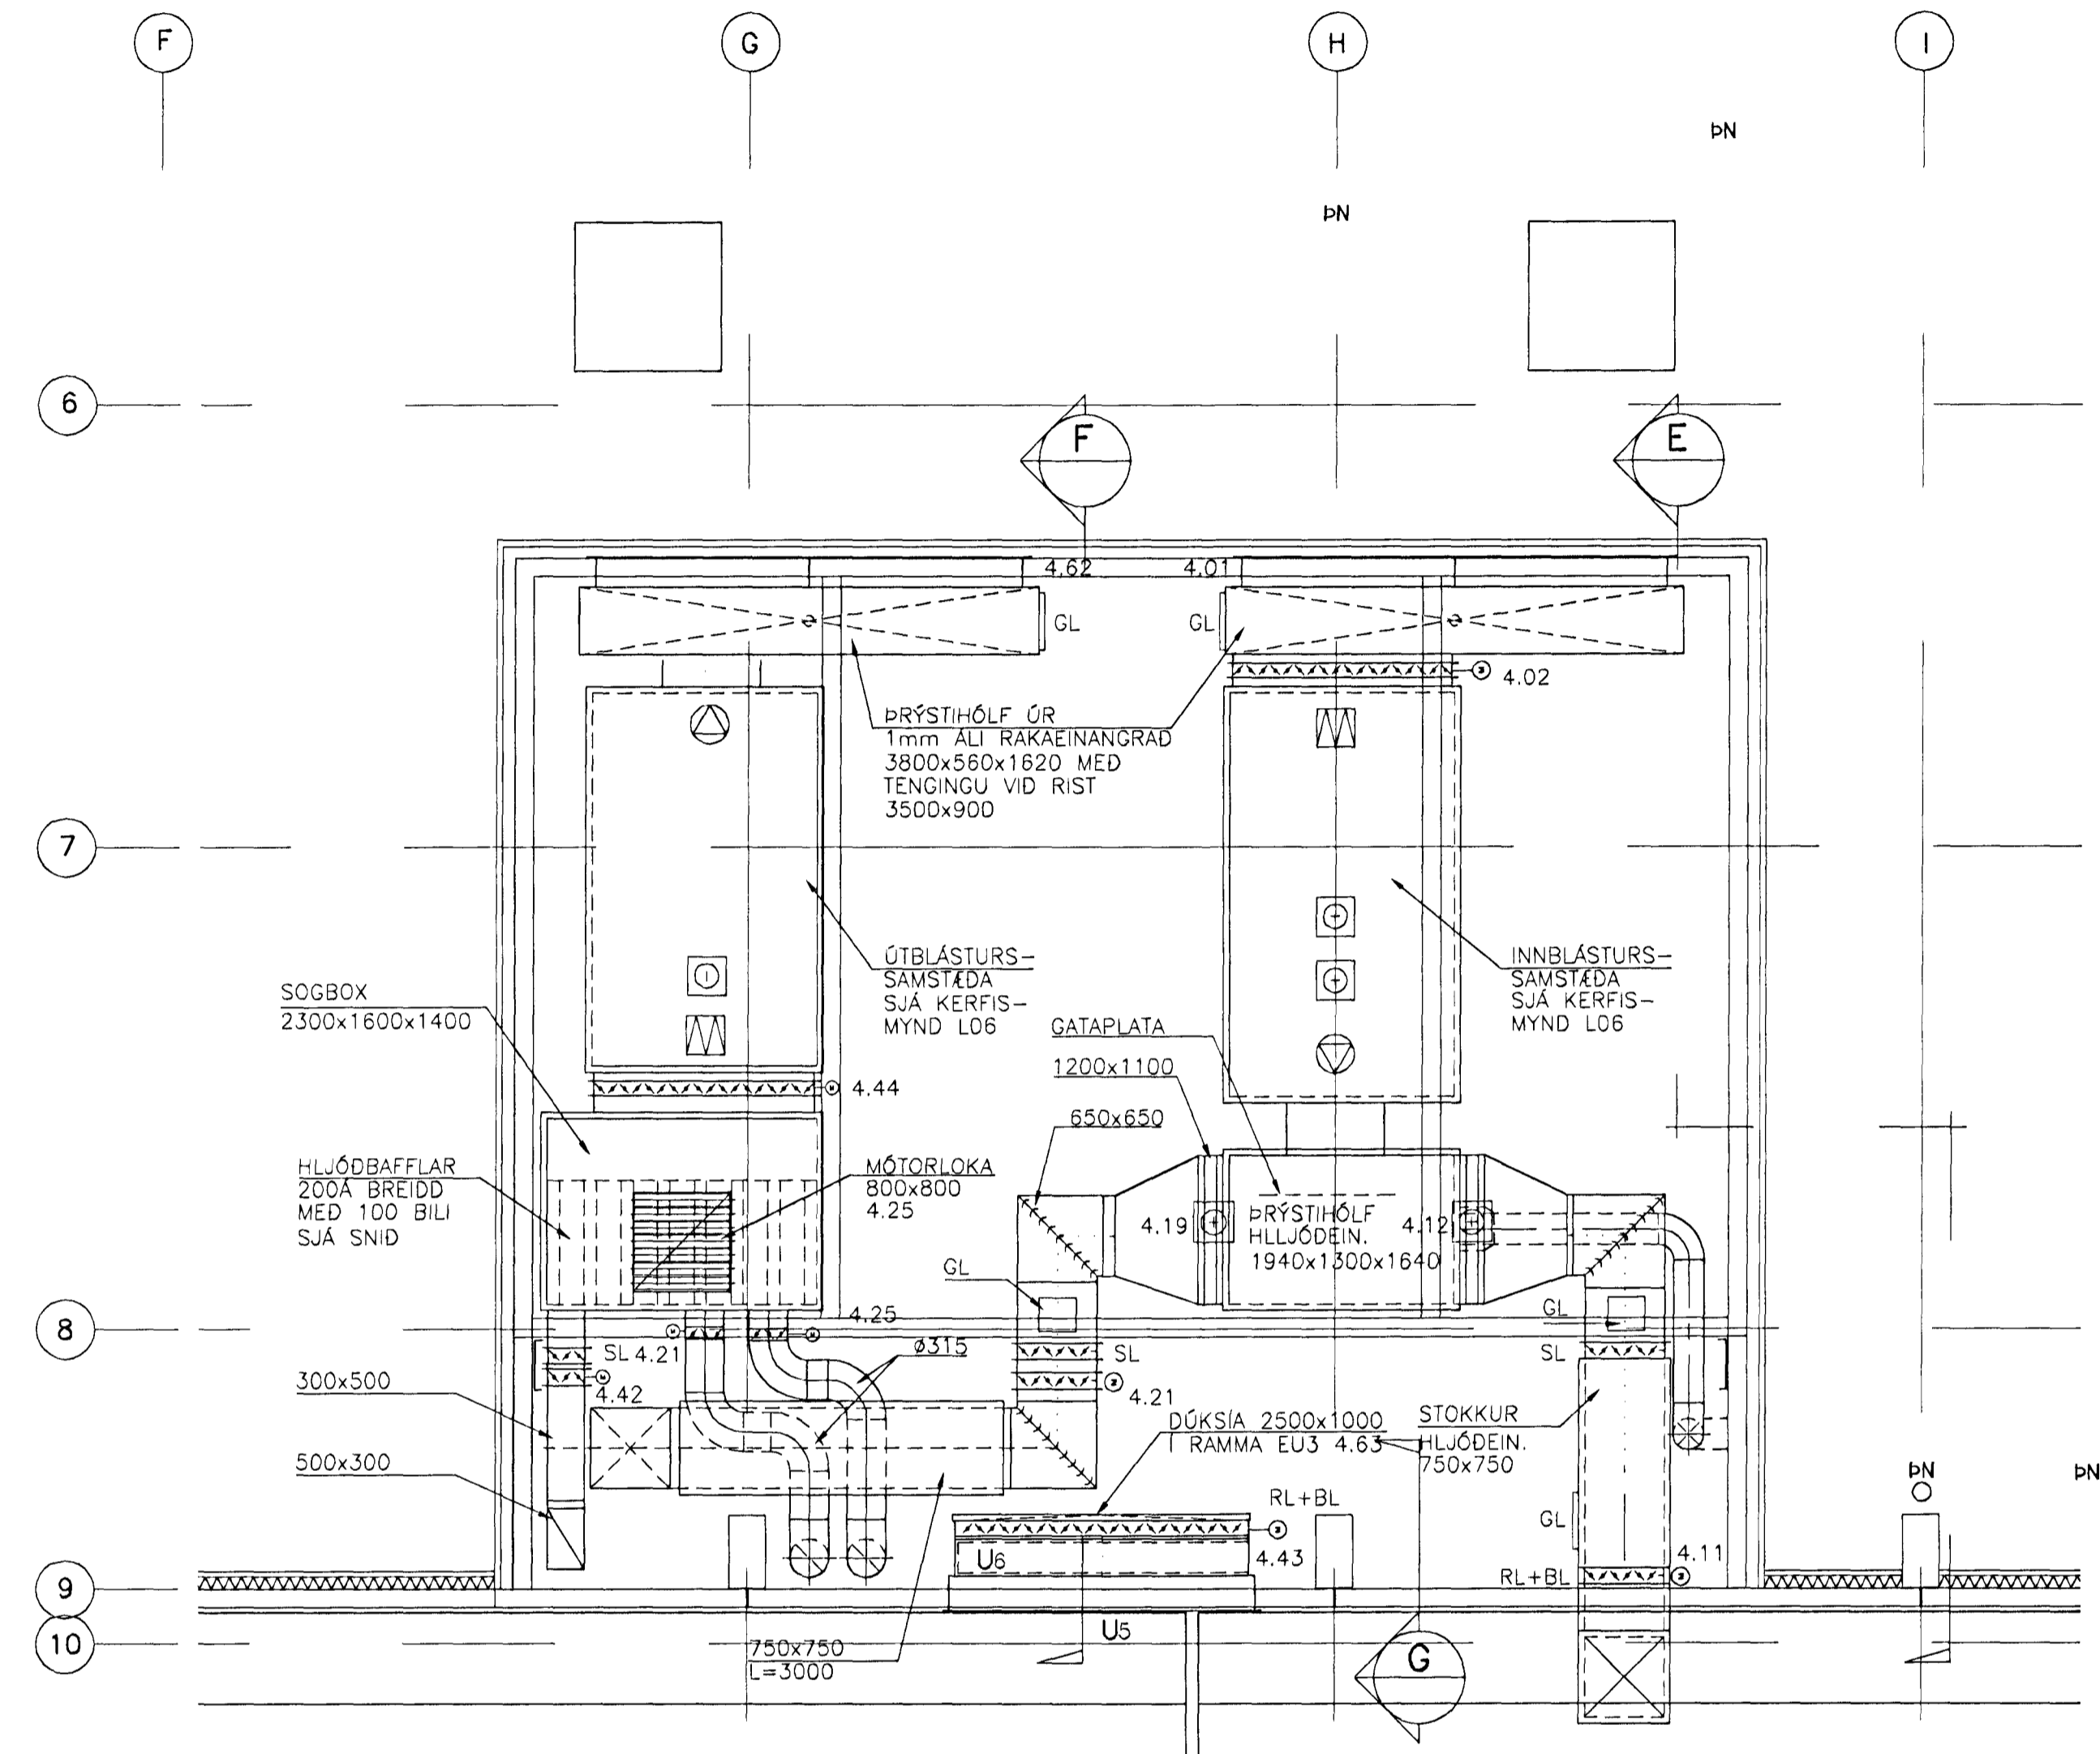 F
G
H
I
ÞN
ÞN
6
F
E
4.62
4.01
GL
GL
4.02
ÞRÝSTIHÓLF ÚR
1mm ÁLI RAKAEINANGRAÐ
3800x560x1620 MEÐ
TENGINGU VIÐ RIST
3500x900
7
ÚTBLÁSTURS-
SAMSTÆÐA
SJÁ KERFIS-
MYND L06
INNBLÁSTURS-
SAMSTÆÐA
SJÁ KERFIS-
MYND L06
SOGBOX
2300x1600x1400
GATAPLATA
1200x1100
4.44
650x650
HLJÓÐBAFFLAR
200Á BREIDD
MEÐ 100 BILI
SJÁ SNIÐ
MÓTORLOKA
800x800
4.25
4.19
ÞRÝSTIHÓLF
HLLJÓÐEIN.
1940x1300x1640
4.12
GL
GL
8
4.25
SL 4.21
ø315
SL
SL
300x500
4.42
4.21
DÚKSÍA 2500x1000
Í RAMMA EU3 4.63
STOKKUR
HLJÓÐEIN.
750x750
500x300
ÞN
ÞN
RL+BL
GL
U6
4.43
4.11
RL+BL
9
10
U5
750x750
L=3000
G